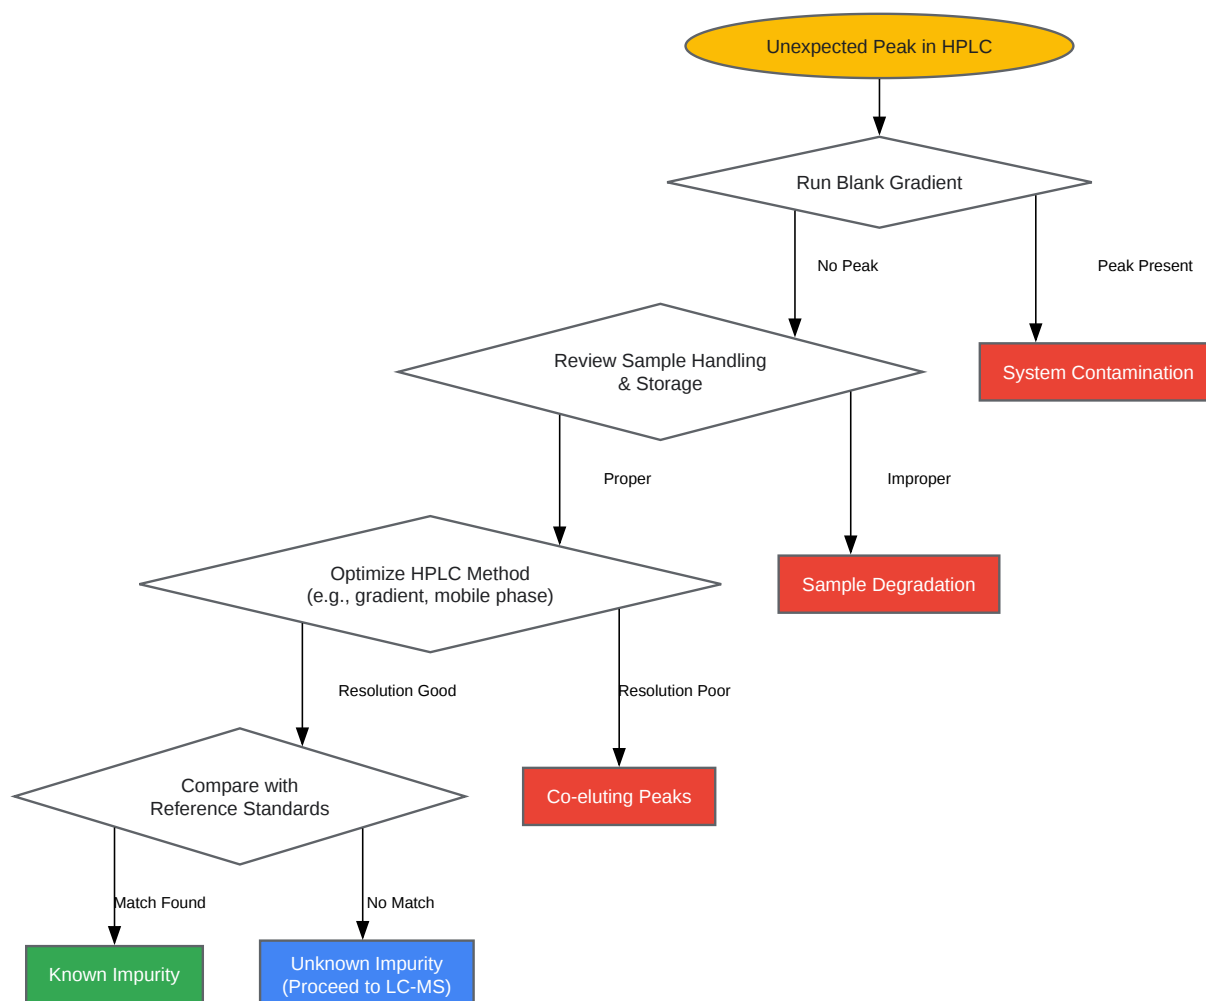 Unexpected Peak in HPLC
Run Blank Gradient
No Peak
Peak Present
Review Sample Handling
& Storage
System Contamination
Proper
Improper
Optimize HPLC Method
(e.g., gradient, mobile phase)
Sample Degradation
Resolution Good
Resolution Poor
Compare with
Reference Standards
Co-eluting Peaks
Match Found
No Match
Known Impurity
Unknown Impurity
(Proceed to LC-MS)